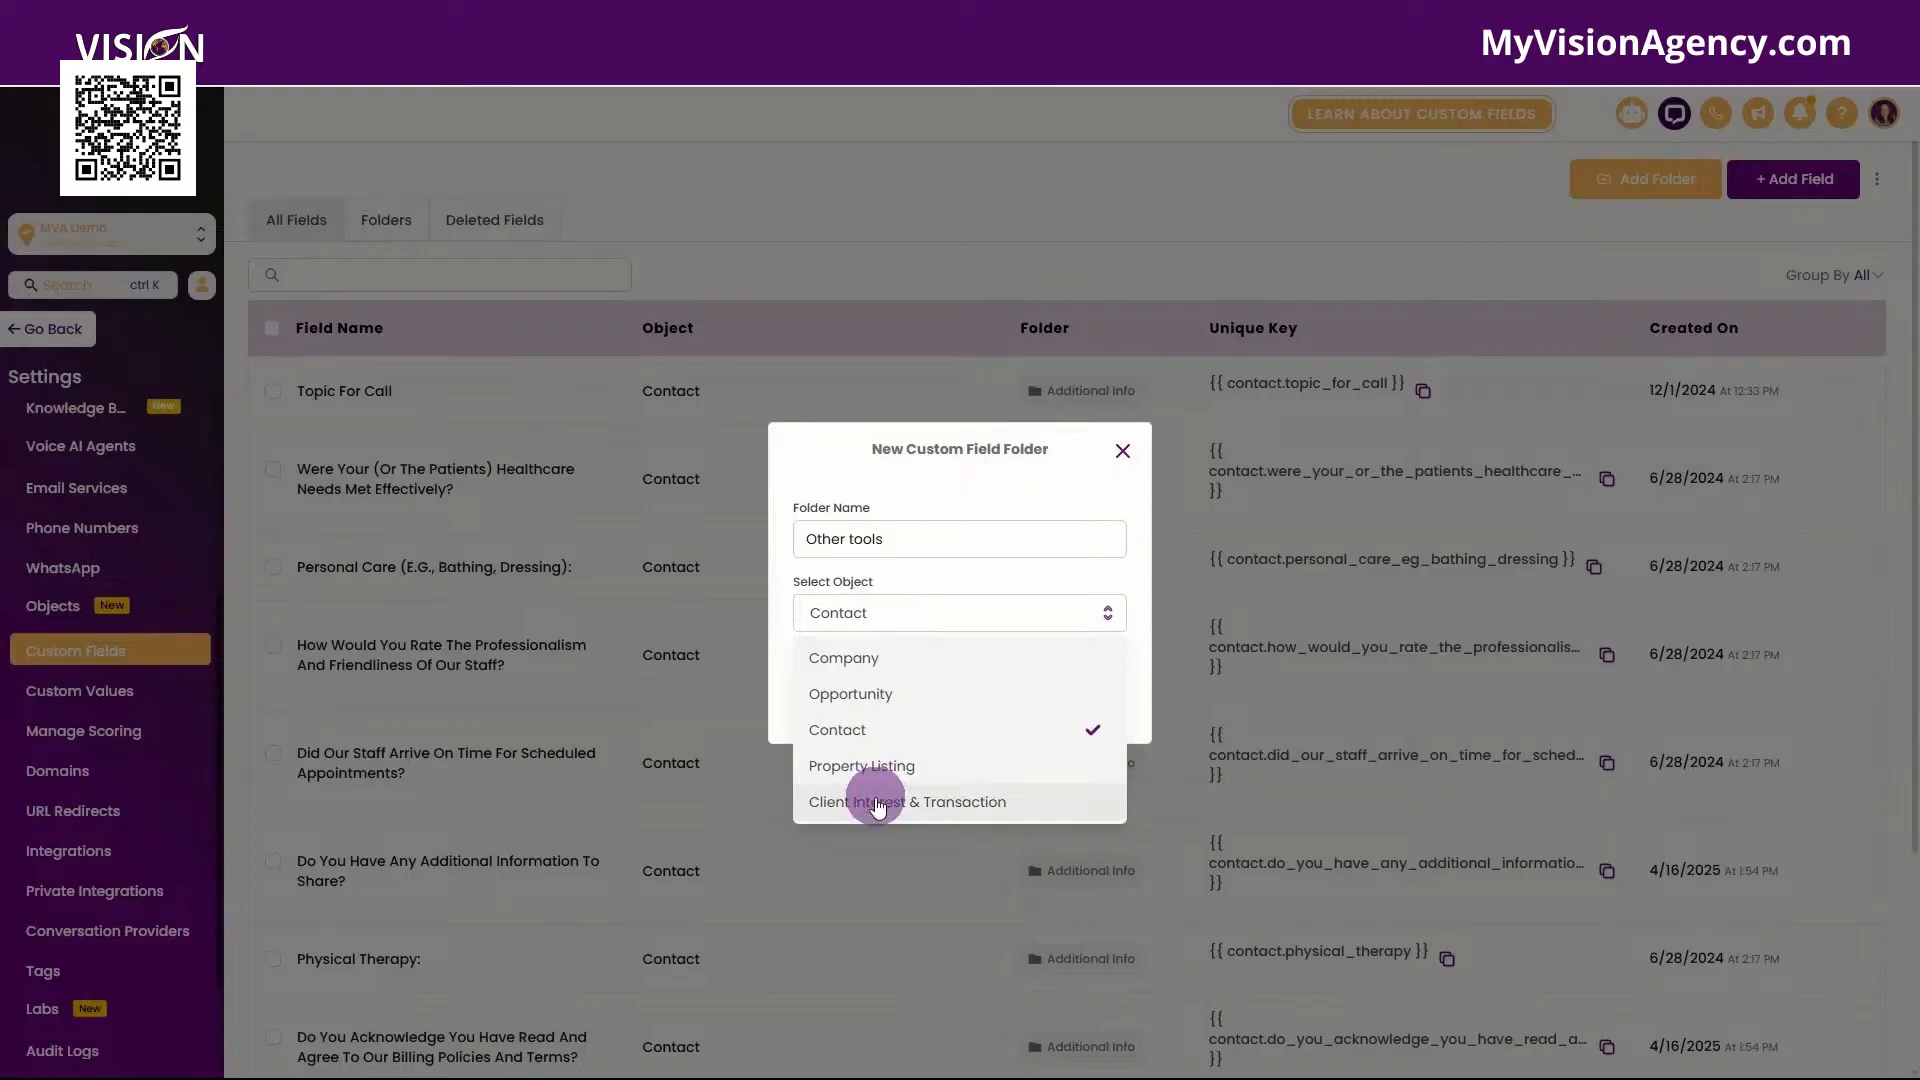 VISION
MyVisionAgency.com
LEARN ABOUT CUSTOM FIELDS
?
Add Folder
+ Add Field
All Fields
Folders
Deleted Fields
MVA Demo
Search
ctrl K
Group By All
Go Back
Field Name
Object
Folder
Unique Key
Created On
Settings
Knowledge B...
New
Voice AI Agents
Email Services
Phone Numbers
WhatsApp
Objects
New
Custom Fields
Custom Values
Manage Scoring
Domains
URL Redirects
Integrations
Private Integrations
Conversation Providers
Tags
Labs
New
Audit Logs
Topic For Call
Contact
Additional Info
{{ contact.topic_for_call }}
12/1/2024 At 12:33 PM
Were Your (Or The Patients) Healthcare
Needs Met Effectively?
Contact
{{
contact.were_your_or_the_patients_healthcare_...
}}
6/28/2024 At 2:17 PM
Personal Care (E.G., Bathing, Dressing):
Contact
{{ contact.personal_care_eg_bathing_dressing }}
6/28/2024 At 2:17 PM
How Would You Rate The Professionalism
And Friendliness Of Our Staff?
Contact
{{
contact.how_would_you_rate_the_professionalis...
}}
6/28/2024 At 2:17 PM
Did Our Staff Arrive On Time For Scheduled
Appointments?
Contact
{{
contact.did_our_staff_arrive_on_time_for_sched...
}}
6/28/2024 At 2:17 PM
Do You Have Any Additional Information To
Share?
Contact
Additional Info
{{
contact.do_you_have_any_additional_informatio...
}}
4/16/2025 At 1:54 PM
Physical Therapy:
Contact
Additional Info
{{ contact.physical_therapy }}
6/28/2024 At 2:17 PM
Do You Acknowledge You Have Read And
Agree To Our Billing Policies And Terms?
Contact
Additional Info
{{
contact.do_you_acknowledge_you_have_read_a...
}}
4/16/2025 At 1:54 PM
New Custom Field Folder
Folder Name
Other tools
Select Object
Contact
Company
Opportunity
Contact
Property Listing
Client Interest & Transaction